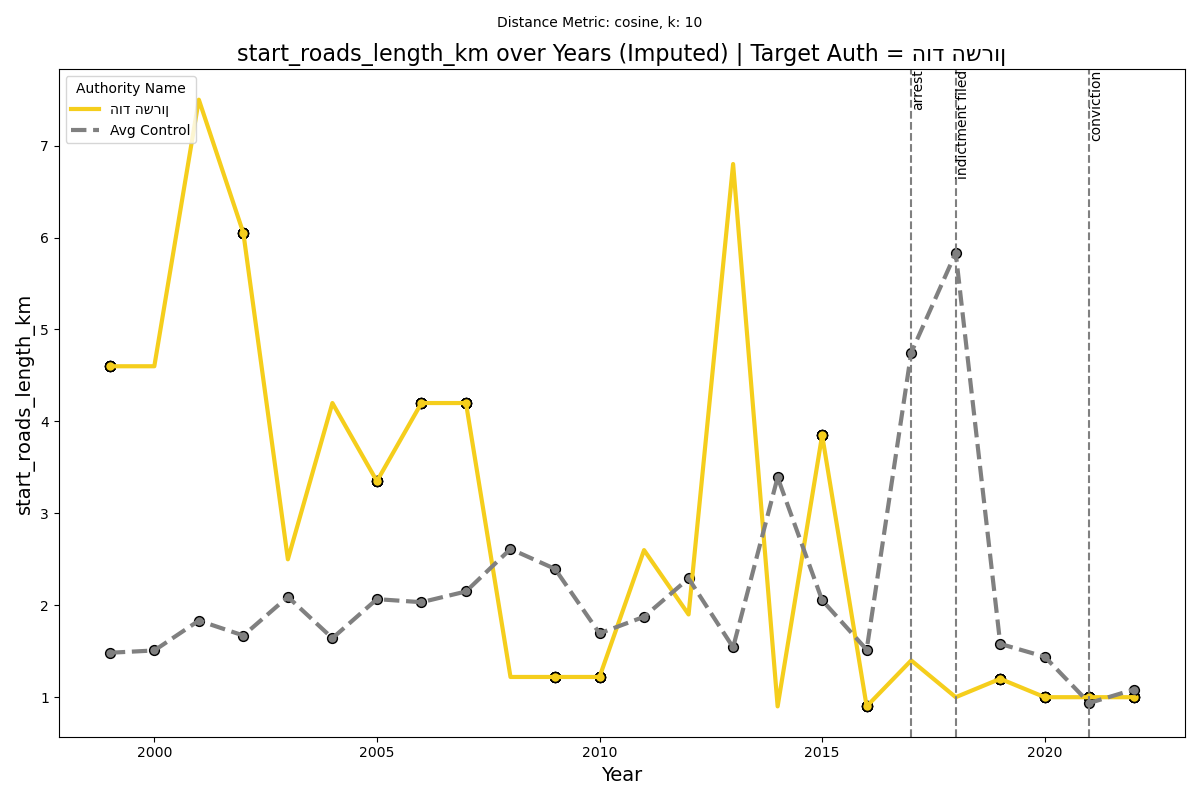 Distance Metric: cosine, k: 10
start_roads_length_km over Years (Imputed) | Target Auth = הוד השרון
Authority Name
הוד השרון
Avg Control
arrest
indictment filed
conviction
start_roads_length_km
7
6
5
4
3
2
1
2000
2005
2010
2015
2020
Year